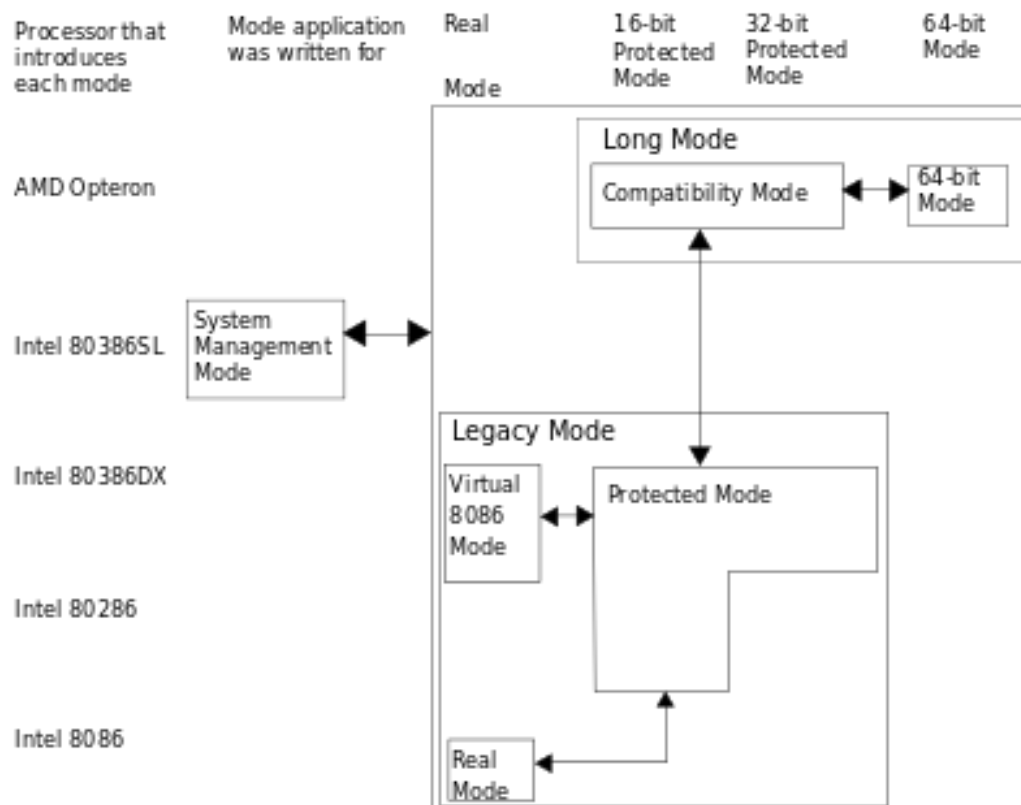 Processor that
introduces
each mode
Mode application
was written for
Real
Mode
16-bit
Protected
Mode
32-bit
Protected
Mode
64-bit
Mode
Long Mode
AMD Opteron
Compatibility Mode
64-bit
Mode
Intel 80386SL
System
Management
Mode
Legacy Mode
Intel 80386DX
Virtual
8086
Mode
Protected Mode
Intel 80286
Intel 8086
Real
Mode